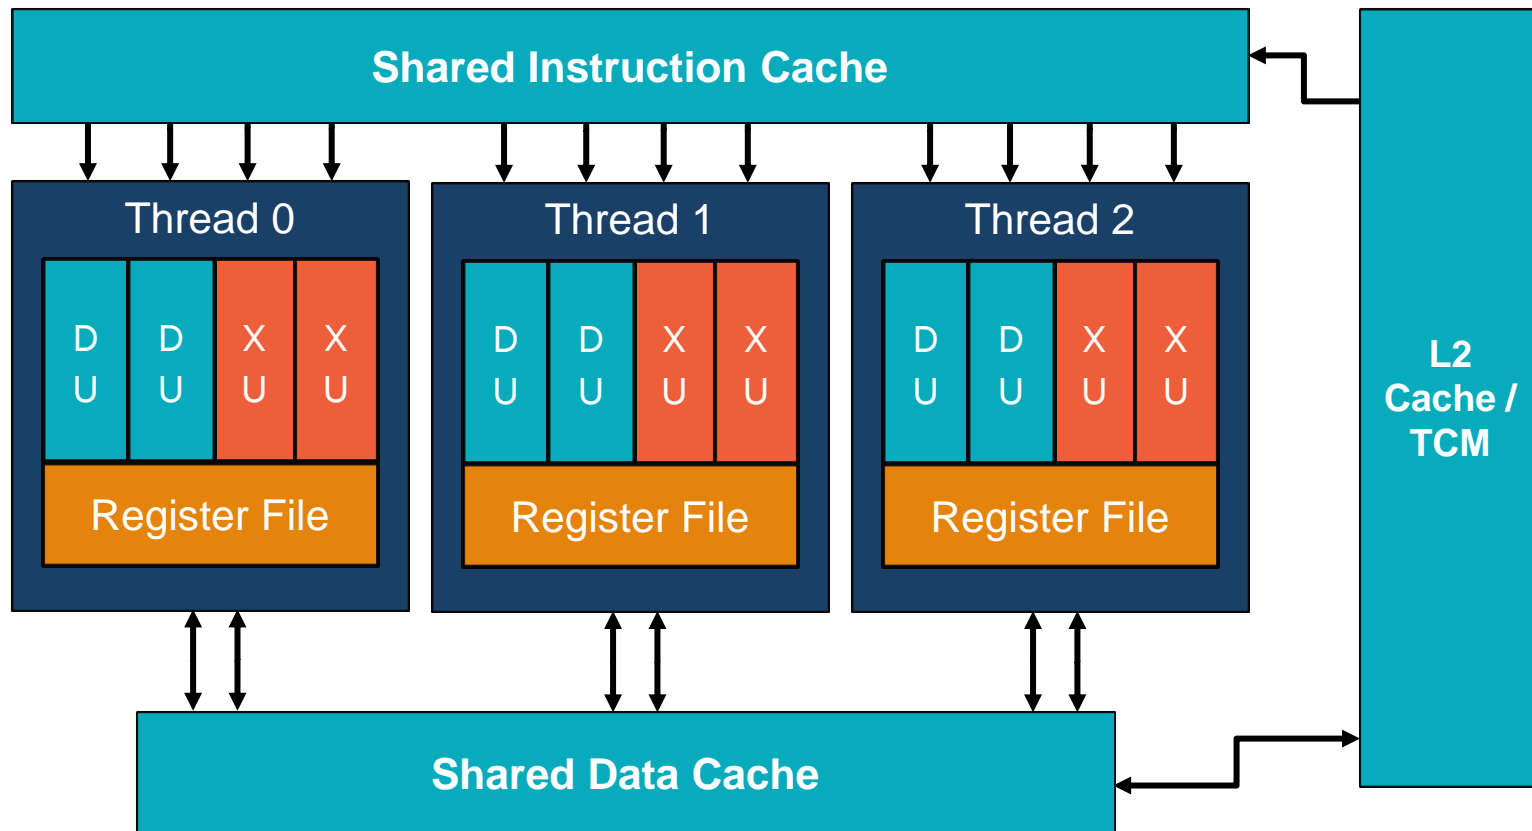 Shared Instruction Cache
Thread 0
D
U
D
U
X
U
X
U
Register File
Thread 1
D
U
D
U
X
U
X
U
Register File
Thread 2
D
U
D
U
X
U
X
U
Register File
L2
Cache /
TCM
Shared Data Cache